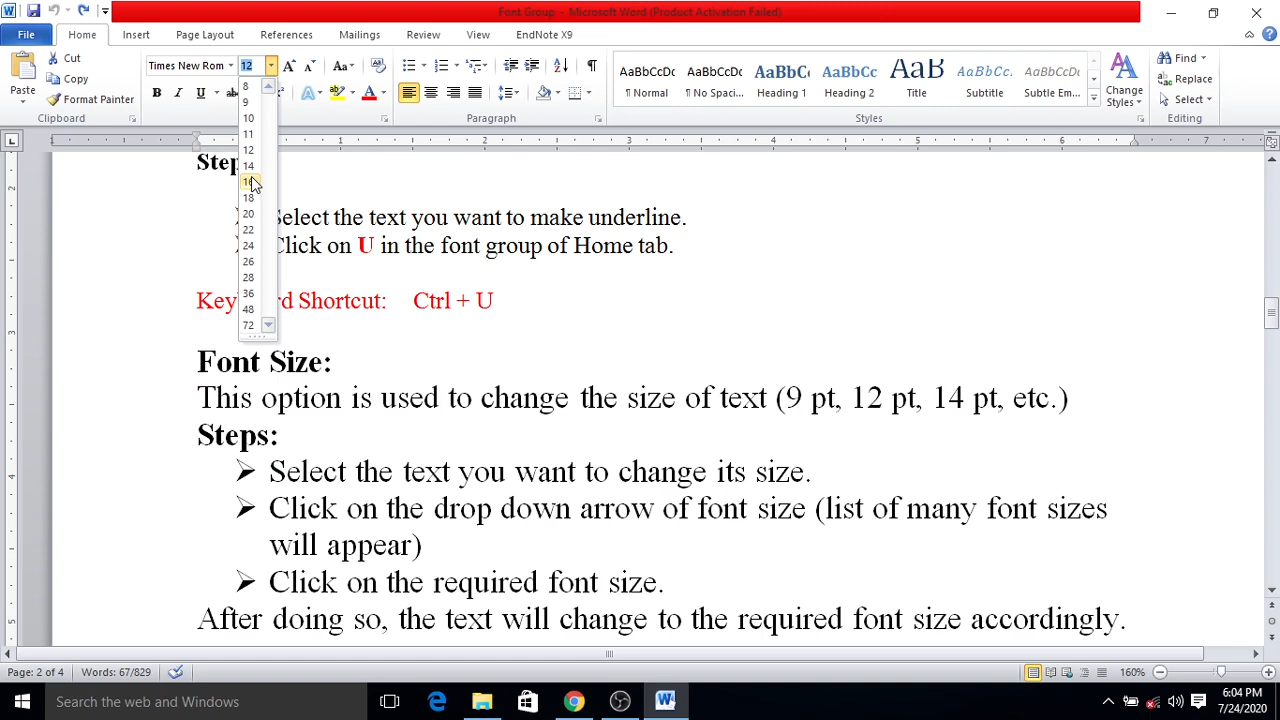 Font Group - Microsoft Word (Product Activation Failed)
File Home Insert Page Layout References Mailings Review View EndNote X9
Times New Rom 12
Cut
Copy
Format Painter
Paste
AaBbCcDc AaBbCcDc AaBbCc AaBbCc AaB AaBbCcDc AaBbCcDc
¶ Normal ¶ No Spaci... Heading 1 Heading 2 Title Subtitle Subtle Em...
Change Styles
Find
Replace
Select
Clipboard Paragraph Styles Editing
8
9
10
11
12
14
16
18
20
22
24
26
28
36
48
72
Select the text you want to make underline.
Click on U in the font group of Home tab.
Shortcut: Ctrl + U
Font Size:
This option is used to change the size of text (9 pt, 12 pt, 14 pt, etc.)
Steps:
➢ Select the text you want to change its size.
➢ Click on the drop down arrow of font size (list of many font sizes
will appear)
➢ Click on the required font size.
After doing so, the text will change to the required font size accordingly.
Page: 2 of 4 Words: 67/829 160%
Search the web and Windows
6:04 PM
7/24/2020